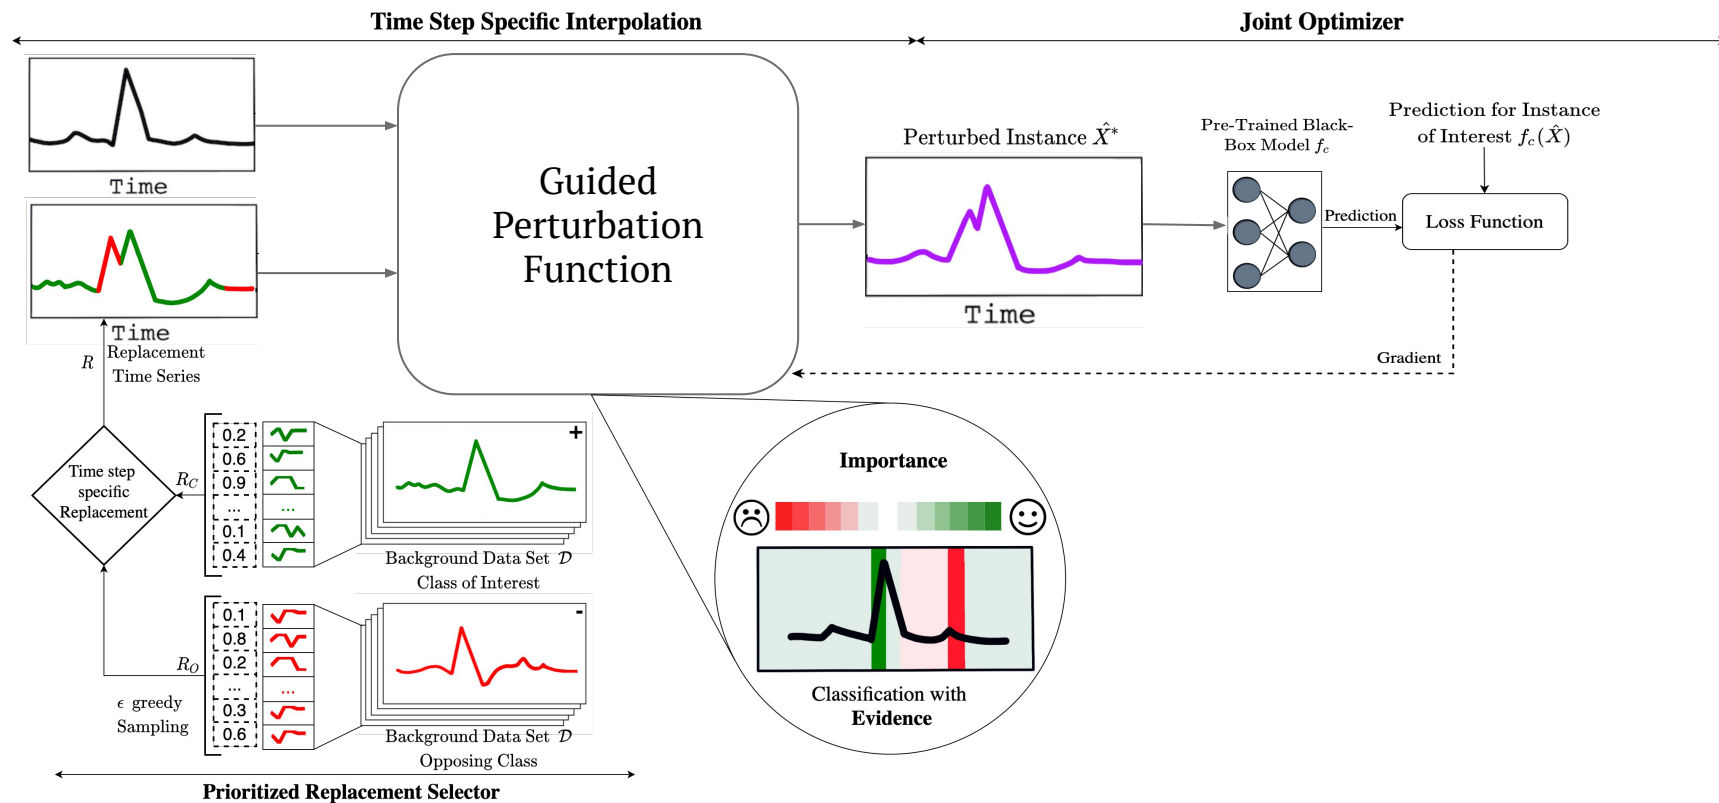 Time Step Specific Interpolation
Joint Optimizer
Time
Time
R
Replacement
Time Series
Guided
Perturbation
Function
Perturbed Instance X̂*
Time
Pre-Trained Black-
Box Model f_c
Prediction for Instance
of Interest f_c(X̂)
Prediction
Loss Function
Gradient
Time step
specific
Replacement
R_C
0.2
0.6
0.9
...
0.1
0.4
...
+
Background Data Set 𝒟
Class of Interest
R_O
ϵ greedy
Sampling
0.1
0.8
0.2
...
0.3
0.6
...
-
Background Data Set 𝒟
Opposing Class
Prioritized Replacement Selector
Importance
Classification with
Evidence